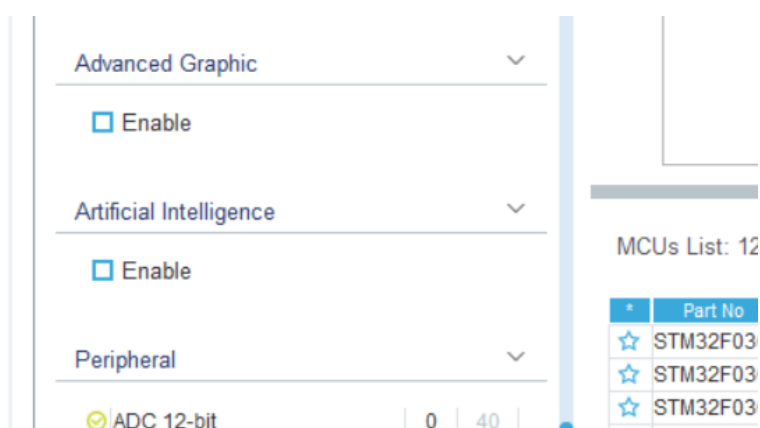 Advanced Graphic
Enable
Artificial Intelligence
Enable
Peripheral
ADC 12-bit 0 40
MCUs List: 12
* Part No
STM32F03
STM32F03
STM32F03